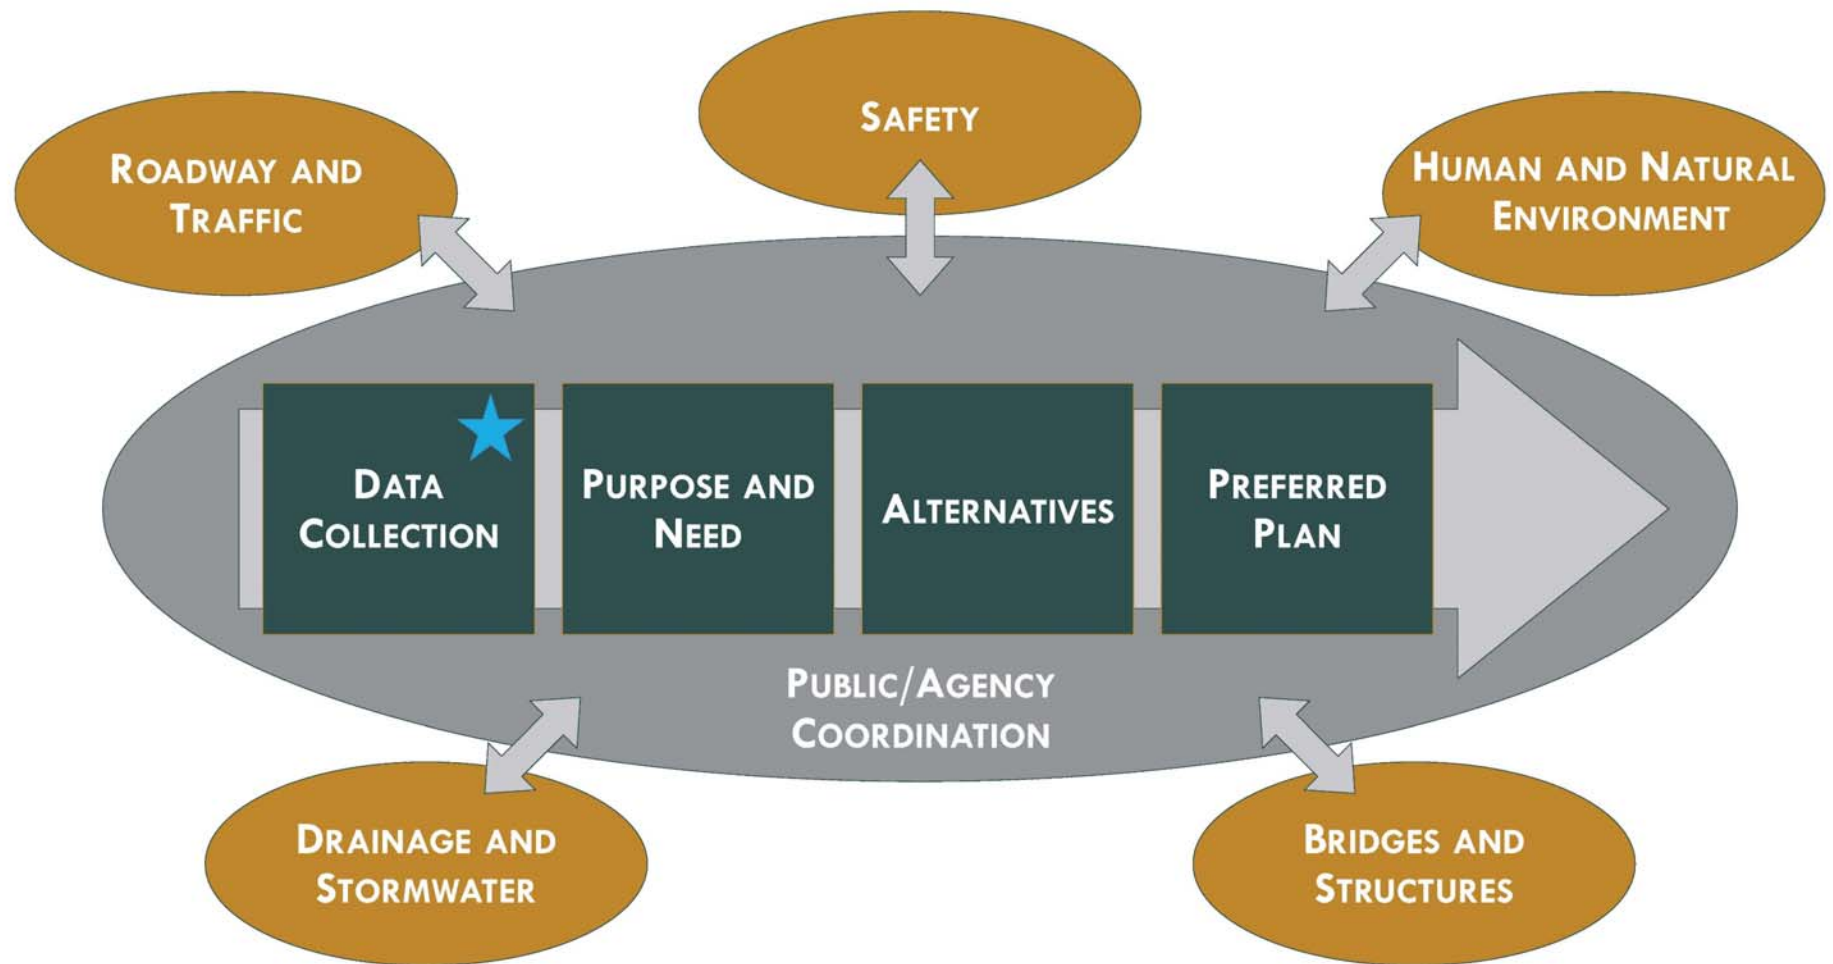 SAFETY
ROADWAY AND
TRAFFIC
HUMAN AND NATURAL
ENVIRONMENT
DATA
COLLECTION
PURPOSE AND
NEED
ALTERNATIVES
PREFERRED
PLAN
PUBLIC/AGENCY
COORDINATION
DRAINAGE AND
STORMWATER
BRIDGES AND
STRUCTURES